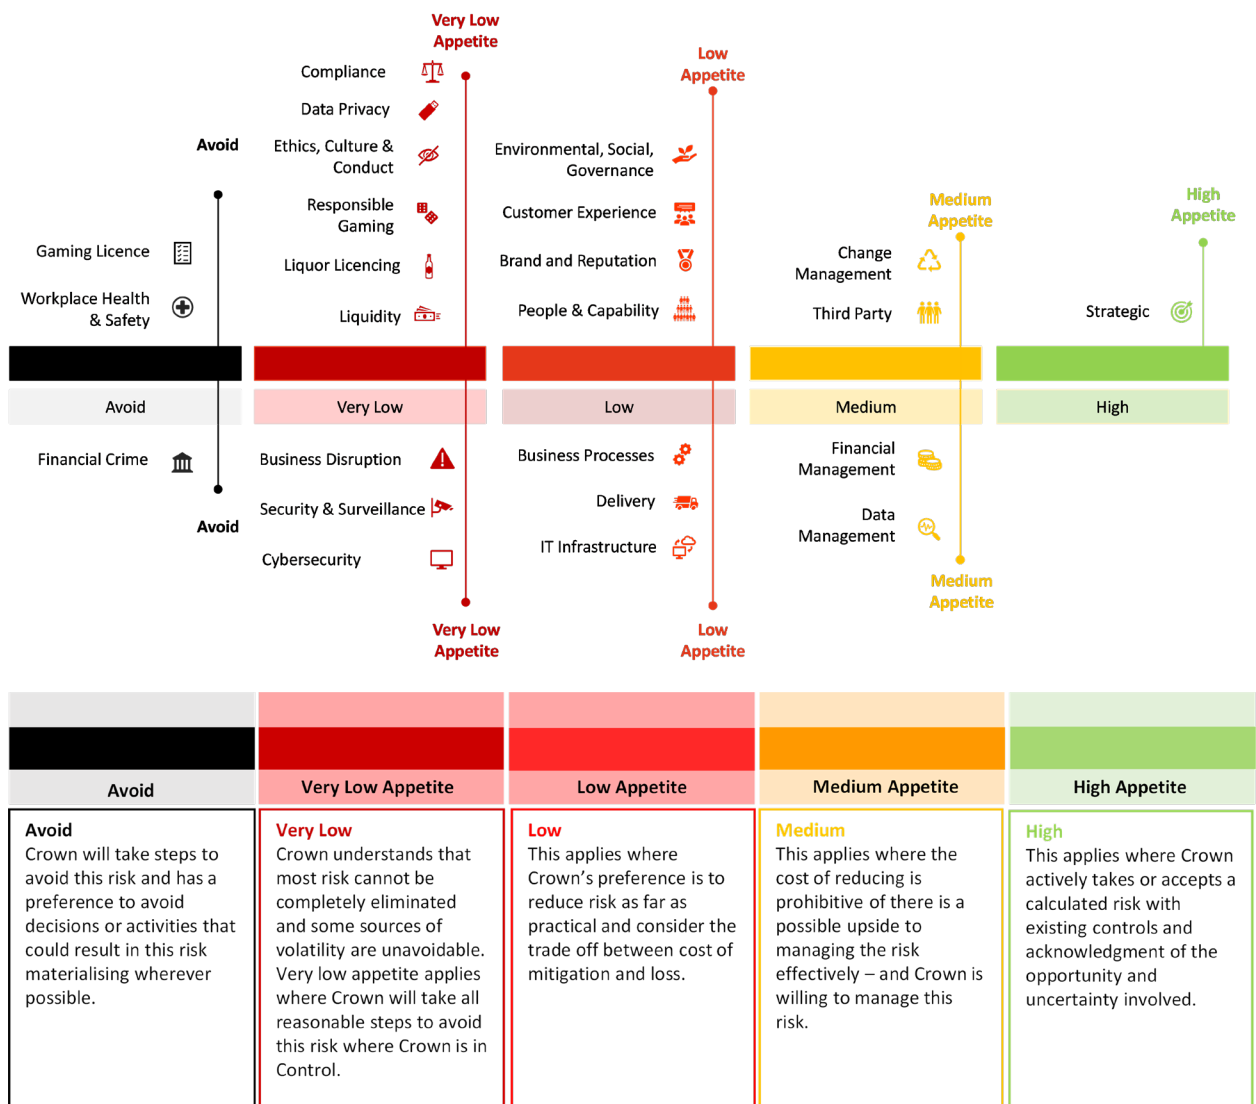 Avoid
Gaming Licence
Workplace Health
& Safety
Very Low
Appetite
Compliance
Data Privacy
Ethics, Culture &
Conduct
Responsible
Gaming
Liquor Licencing
Liquidity
Low
Appetite
Environmental, Social,
Governance
Customer Experience
Brand and Reputation
People & Capability
Medium
Appetite
Change
Management
Third Party
High
Appetite
Strategic
Avoid
Very Low
Low
Medium
High
Financial Crime
Avoid
Business Disruption
Security & Surveillance
Cybersecurity
Very Low
Appetite
Business Processes
Delivery
IT Infrastructure
Low
Appetite
Financial
Management
Data
Management
Medium
Appetite
Avoid
Very Low Appetite
Low Appetite
Medium Appetite
High Appetite
Avoid
Crown will take steps to
avoid this risk and has a
preference to avoid
decisions or activities that
could result in this risk
materialising wherever
possible.
Very Low
Crown understands that
most risk cannot be
completely eliminated
and some sources of
volatility are unavoidable.
Very low appetite applies
where Crown will take all
reasonable steps to avoid
this risk where Crown is in
Control.
Low
This applies where
Crown’s preference is to
reduce risk as far as
practical and consider the
trade off between cost of
mitigation and loss.
Medium
This applies where the
cost of reducing is
prohibitive of there is a
possible upside to
managing the risk
effectively – and Crown is
willing to manage this
risk.
High
This applies where Crown
actively takes or accepts a
calculated risk with
existing controls and
acknowledgment of the
opportunity and
uncertainty involved.